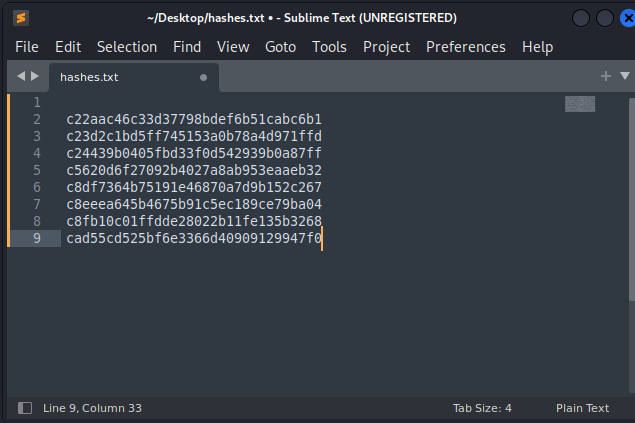 ~/Desktop/hashes.txt • - Sublime Text (UNREGISTERED)
File Edit Selection Find View Goto Tools Project Preferences Help
hashes.txt
1
2 c22aac46c33d37798bdef6b51cabc6b1
3 c23d2c1bd5ff745153a0b78a4d971ffd
4 c24439b0405fbd33f0d542939b0a87ff
5 c5620d6f27092b4027a8ab953eaaeb32
6 c8df7364b75191e46870a7d9b152c267
7 c8eeea645b4675b91c5ec189ce79ba04
8 c8fb10c01ffdde28022b11fe135b3268
9 cad55cd525bf6e3366d40909129947f0
Line 9, Column 33 Tab Size: 4 Plain Text